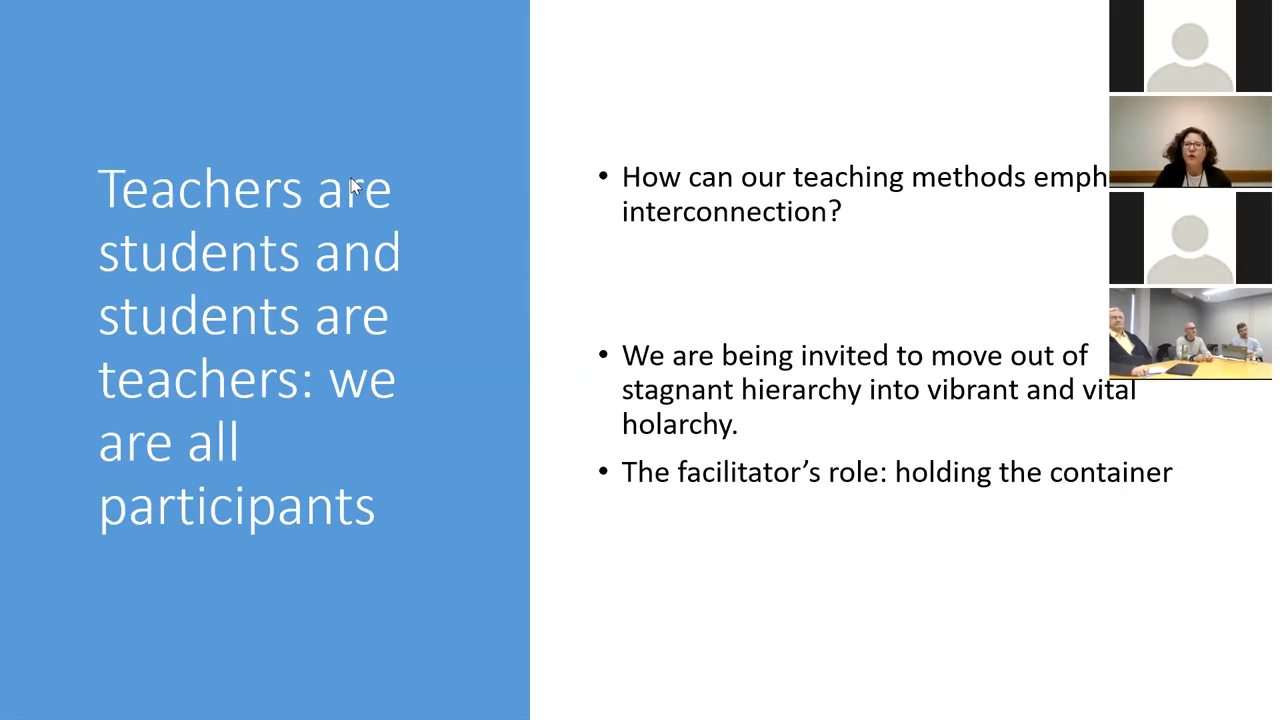 Teachers are
students and
students are
teachers: we
are all
participants
• How can our teaching methods
interconnection?
• We are being invited to move out of
stagnant hierarchy into vibrant and vital
holarchy.
• The facilitator’s role: holding the container